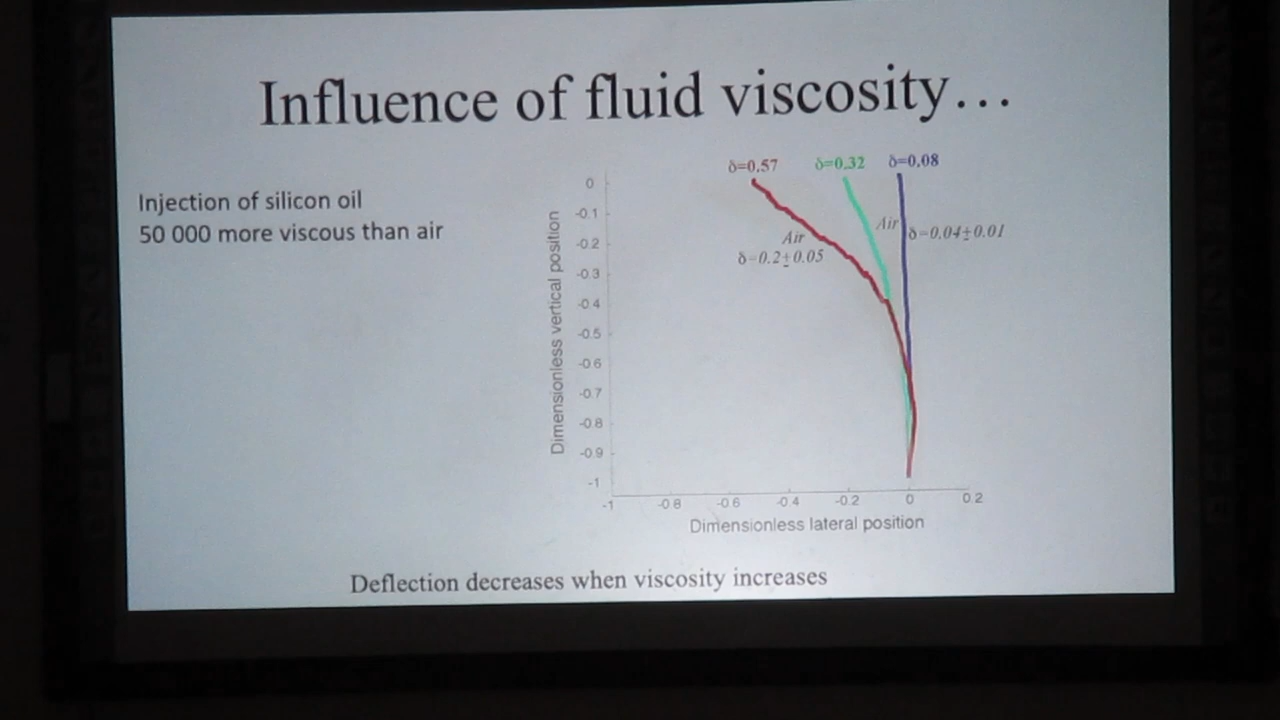 Influence of fluid viscosity…
Injection of silicon oil
50 000 more viscous than air
δ=0.57
δ=0.32
δ=0.08
Air
δ=0.2±0.05
Air
δ=0.04±0.01
Dimensionless vertical position
0
-0.1
-0.2
-0.3
-0.4
-0.5
-0.6
-0.7
-0.8
-0.9
-1
-1
-0.8
-0.6
-0.4
-0.2
0
0.2
Dimensionless lateral position
Deflection decreases when viscosity increases